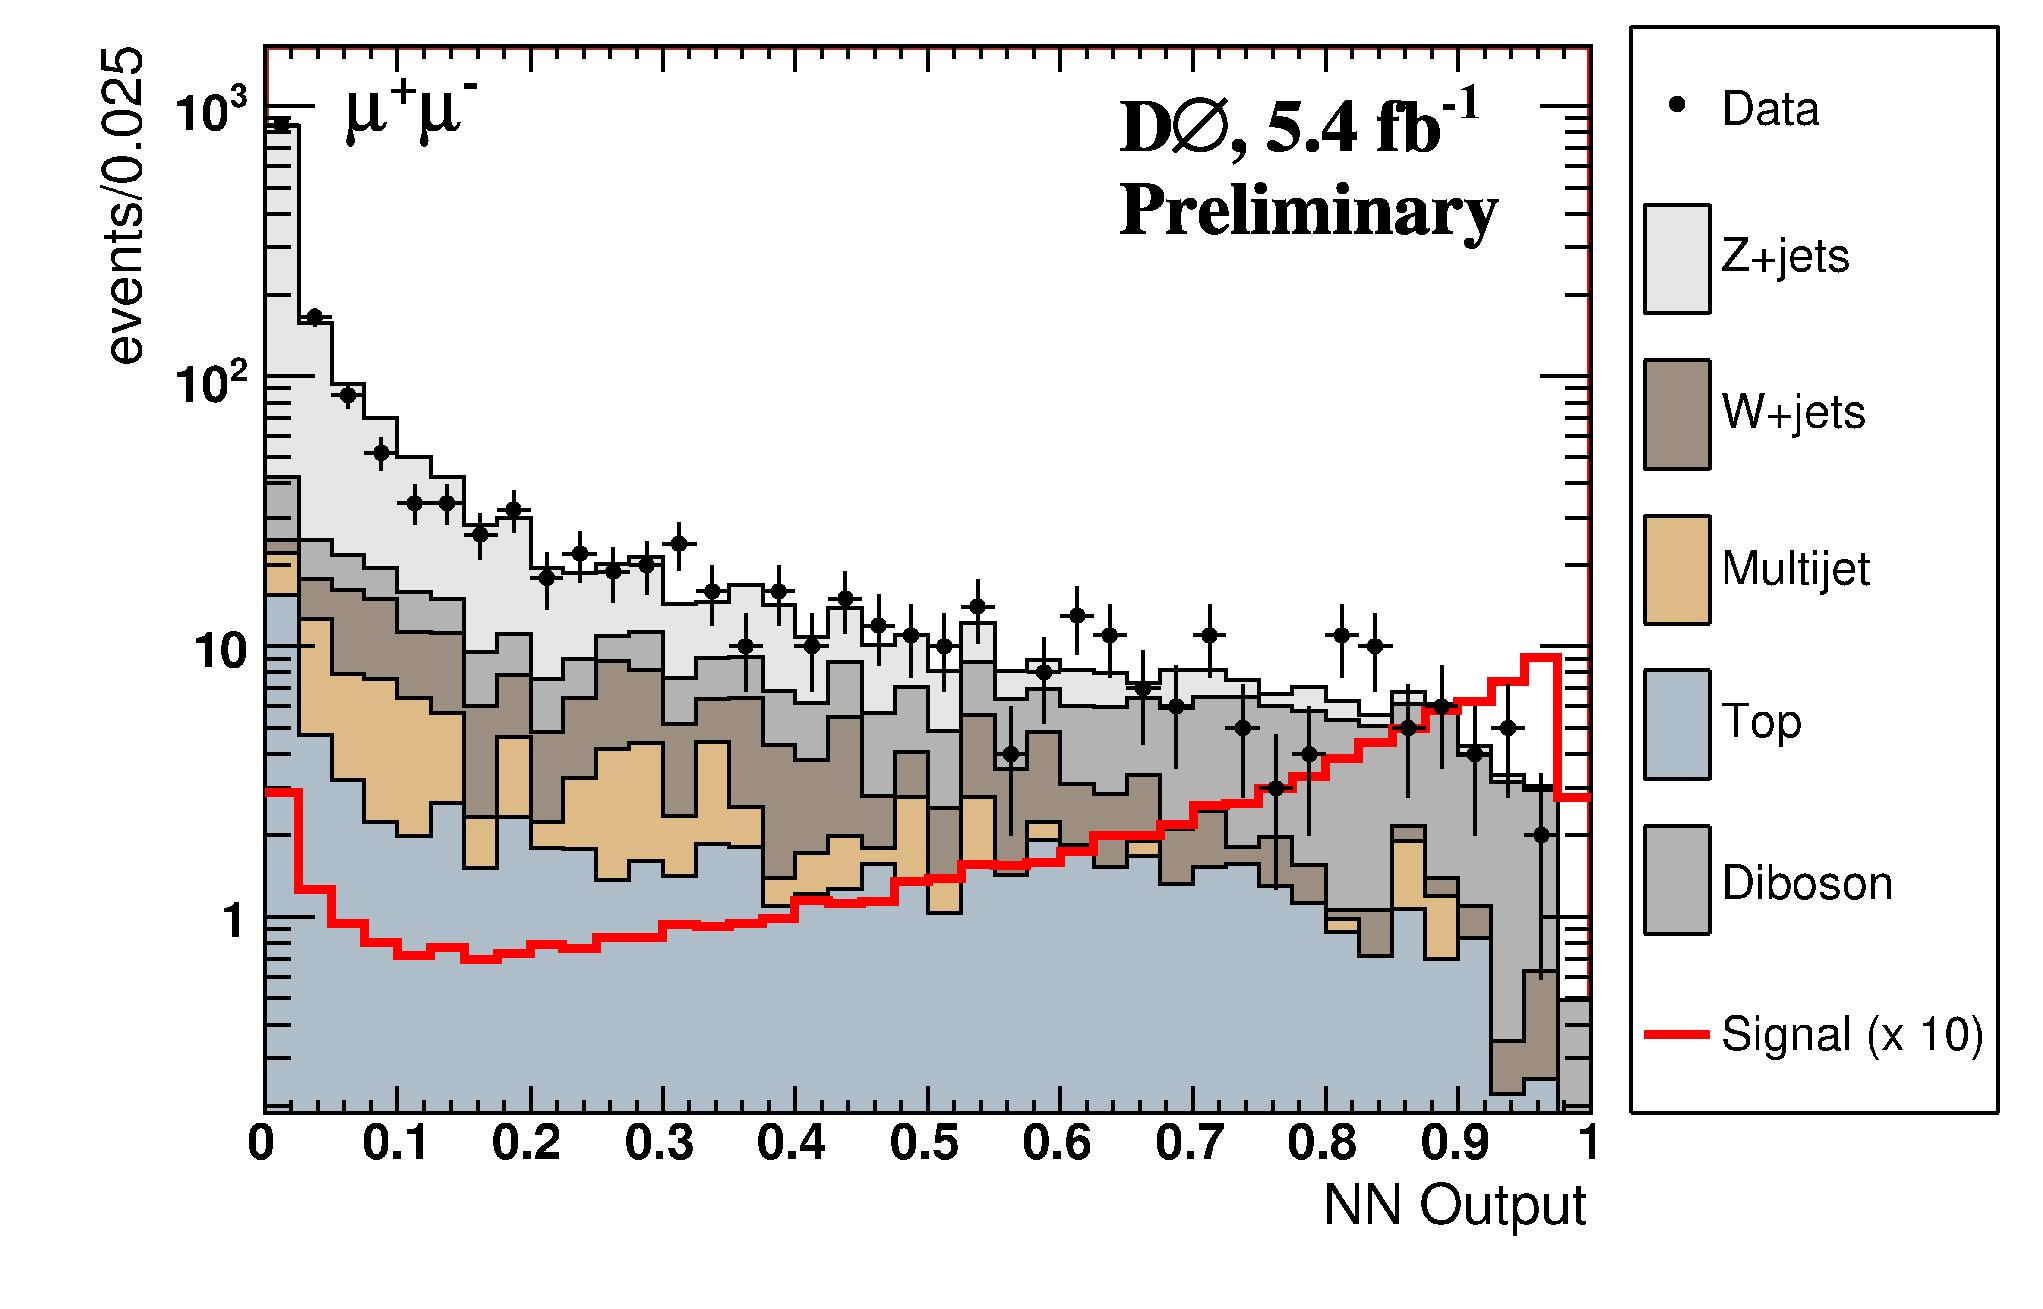 events/0.025
10³
10²
10
1
μ⁺μ⁻
DØ, 5.4 fb⁻¹
Preliminary
0 0.1 0.2 0.3 0.4 0.5 0.6 0.7 0.8 0.9 1
NN Output
Data
Z+jets
W+jets
Multijet
Top
Diboson
Signal (x 10)